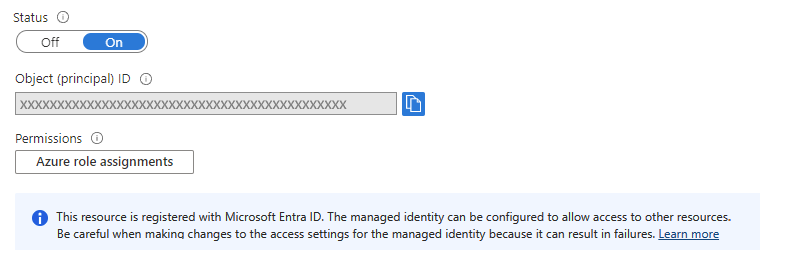 Status
Off On
Object (principal) ID
xxxxxxxxxxxxxxxxxxxxxxxxxxxxxxxxxxxxxxxxxxxxxxx
Permissions
Azure role assignments
This resource is registered with Microsoft Entra ID. The managed identity can be configured to allow access to other resources.
Be careful when making changes to the access settings for the managed identity because it can result in failures. Learn more